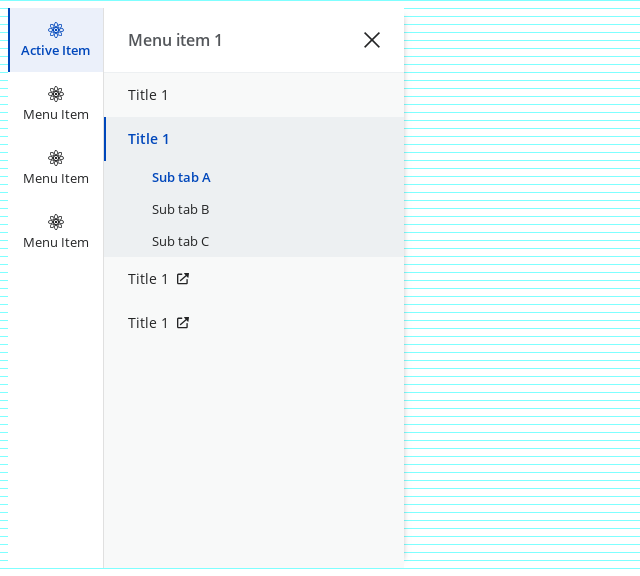 Active Item
Menu Item
Menu Item
Menu Item
Menu item 1
Title 1
Title 1
Sub tab A
Sub tab B
Sub tab C
Title 1
Title 1